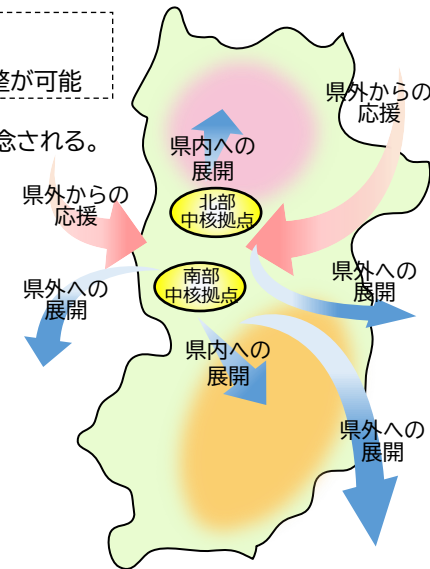 整が可能
念される。
県外からの
応援
県内への
展開
県外からの
応援
北部
中核拠点
南部
中核拠点
県外への
展開
県外への
展開
県内への
展開
県外への
展開